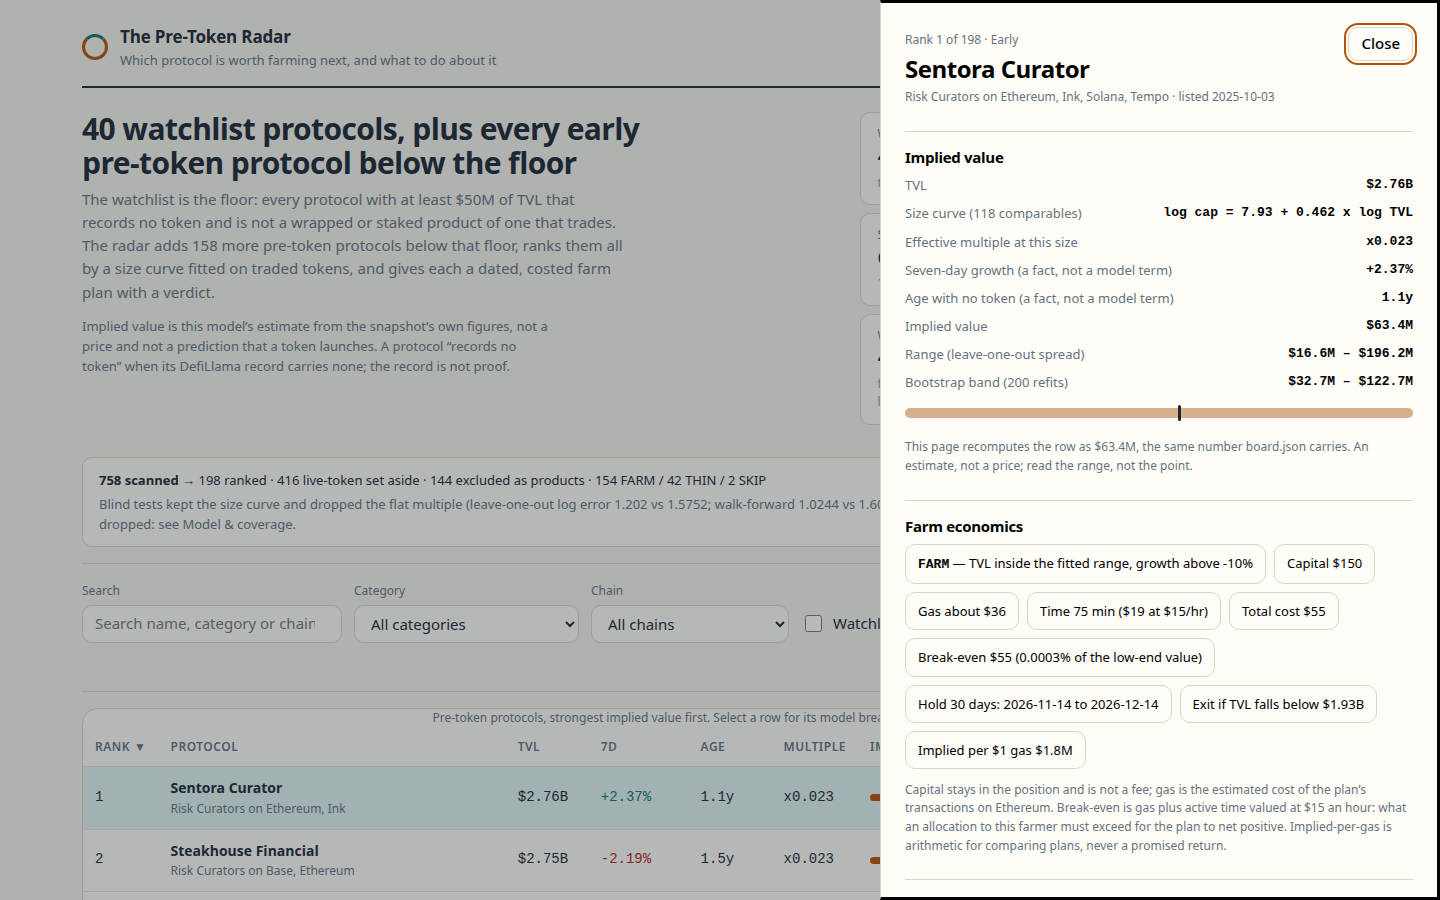 The Pre-Token Radar
Which protocol is worth farming next, and what to do about it
40 watchlist protocols, plus every early
pre-token protocol below the floor
The watchlist is the floor: every protocol with at least $50M of TVL that
records no token and is not a wrapped or staked product of one that trades.
The radar adds 158 more pre-token protocols below that floor, ranks them all
by a size curve fitted on traded tokens, and gives each a dated, costed farm
plan with a verdict.
Implied value is this model’s estimate from the snapshot’s own figures, not a
price and not a prediction that a token launches. A protocol “records no
token” when its DefiLlama record carries none; the record is not proof.
758 scanned → 198 ranked · 416 live-token set aside · 144 excluded as products · 154 FARM / 42 THIN / 2 SKIP
Blind tests kept the size curve and dropped the flat multiple (leave-one-out log error 1.202 vs 1.5752; walk-forward 1.0244 vs
dropped: see Model & coverage.
Search
Category
Chain
Search name, category or chain
All categories
All chains
Pre-token protocols, strongest implied value first. Select a row for its model
RANK ▼ PROTOCOL TVL 7D AGE MULTIPLE
1 Sentora Curator $2.76B +2.37% 1.1y x0.023
Risk Curators on Ethereum, Ink
2 Steakhouse Financial $2.75B -2.19% 1.5y x0.023
Risk Curators on Base, Ethereum
Rank 1 of 198 · Early
Close
Sentora Curator
Risk Curators on Ethereum, Ink, Solana, Tempo · listed 2025-10-03
Implied value
TVL $2.76B
Size curve (118 comparables) log cap = 7.93 + 0.462 x log TVL
Effective multiple at this size x0.023
Seven-day growth (a fact, not a model term) +2.37%
Age with no token (a fact, not a model term) 1.1y
Implied value $63.4M
Range (leave-one-out spread) $16.6M – $196.2M
Bootstrap band (200 refits) $32.7M – $122.7M
This page recomputes the row as $63.4M, the same number board.json carries. An
estimate, not a price; read the range, not the point.
Farm economics
FARM — TVL inside the fitted range, growth above -10%
Capital $150
Gas about $36
Time 75 min ($19 at $15/hr)
Total cost $55
Break-even $55 (0.0003% of the low-end value)
Hold 30 days: 2026-11-14 to 2026-12-14
Exit if TVL falls below $1.93B
Implied per $1 gas $1.8M
Capital stays in the position and is not a fee; gas is the estimated cost of the plan’s
transactions on Ethereum. Break-even is gas plus active time valued at $15 an hour: what
an allocation to this farmer must exceed for the plan to net positive. Implied-per-gas is
arithmetic for comparing plans, never a promised return.